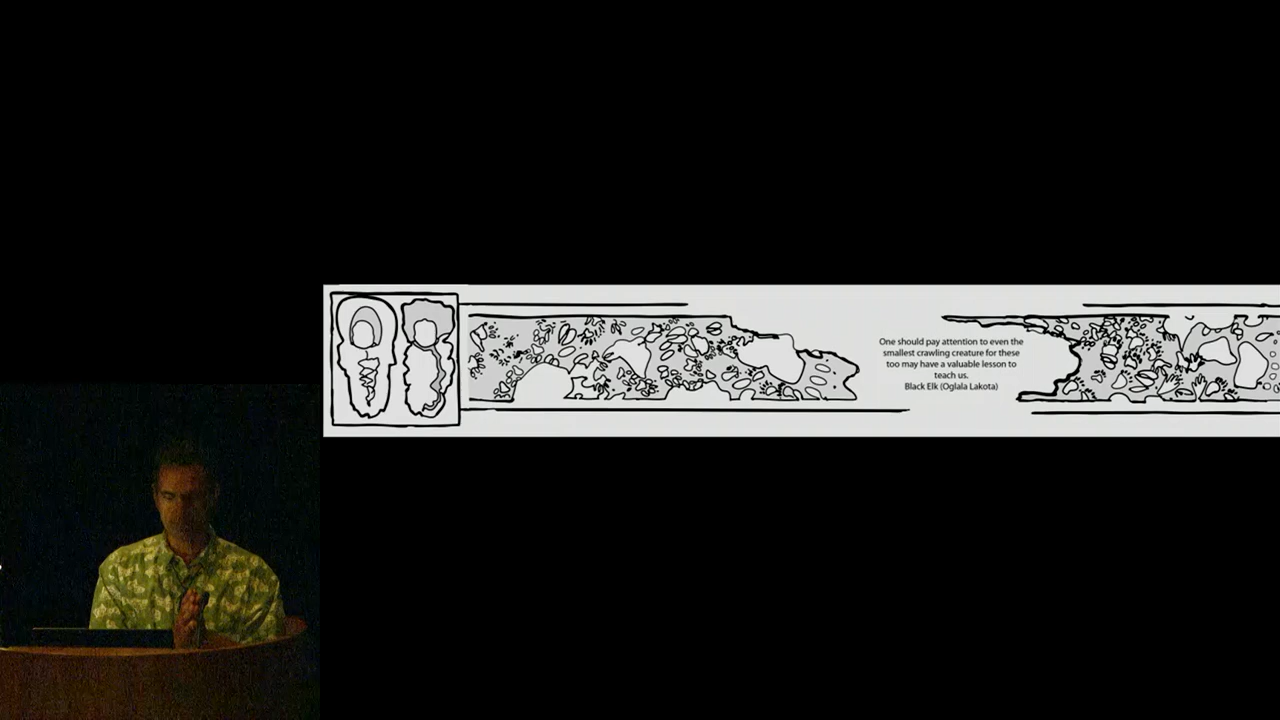 One should pay attention to even the
smallest crawling creature for these
too may have a valuable lesson to
teach us.
Black Elk (Oglala Lakota)